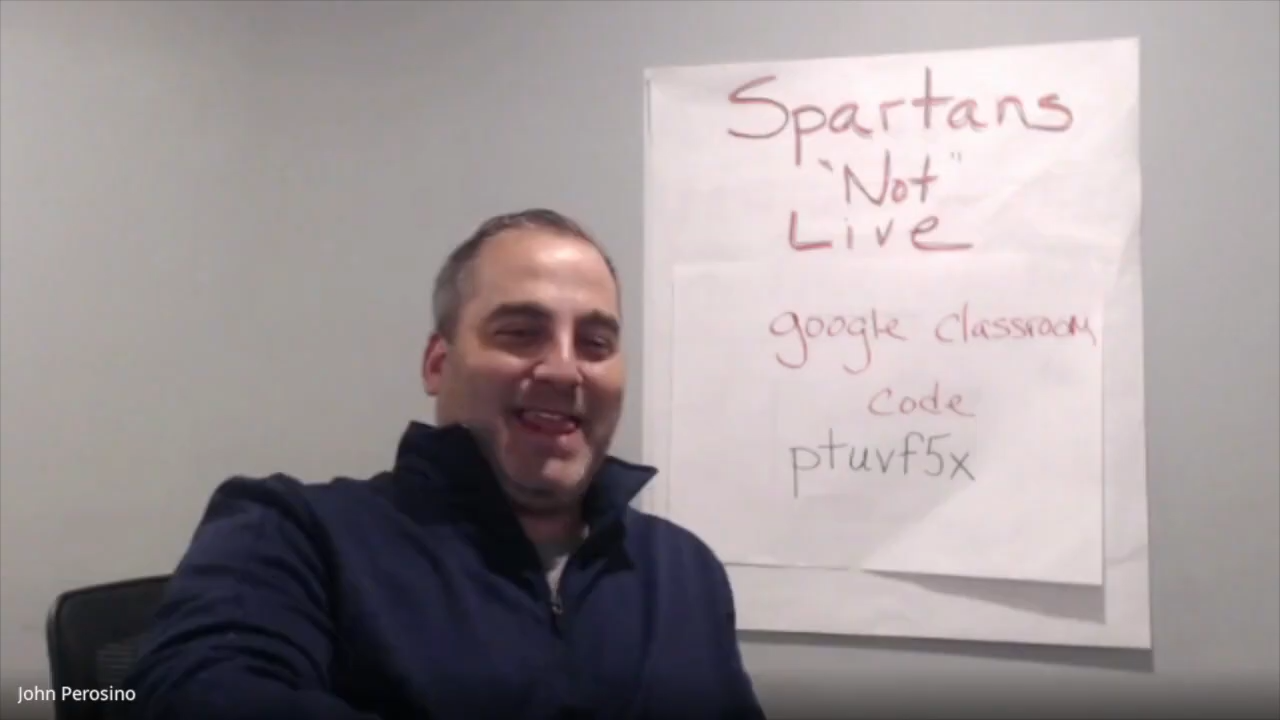 Spartans
"Not"
Live
google classroom
code
ptuvf5x
John Perosino